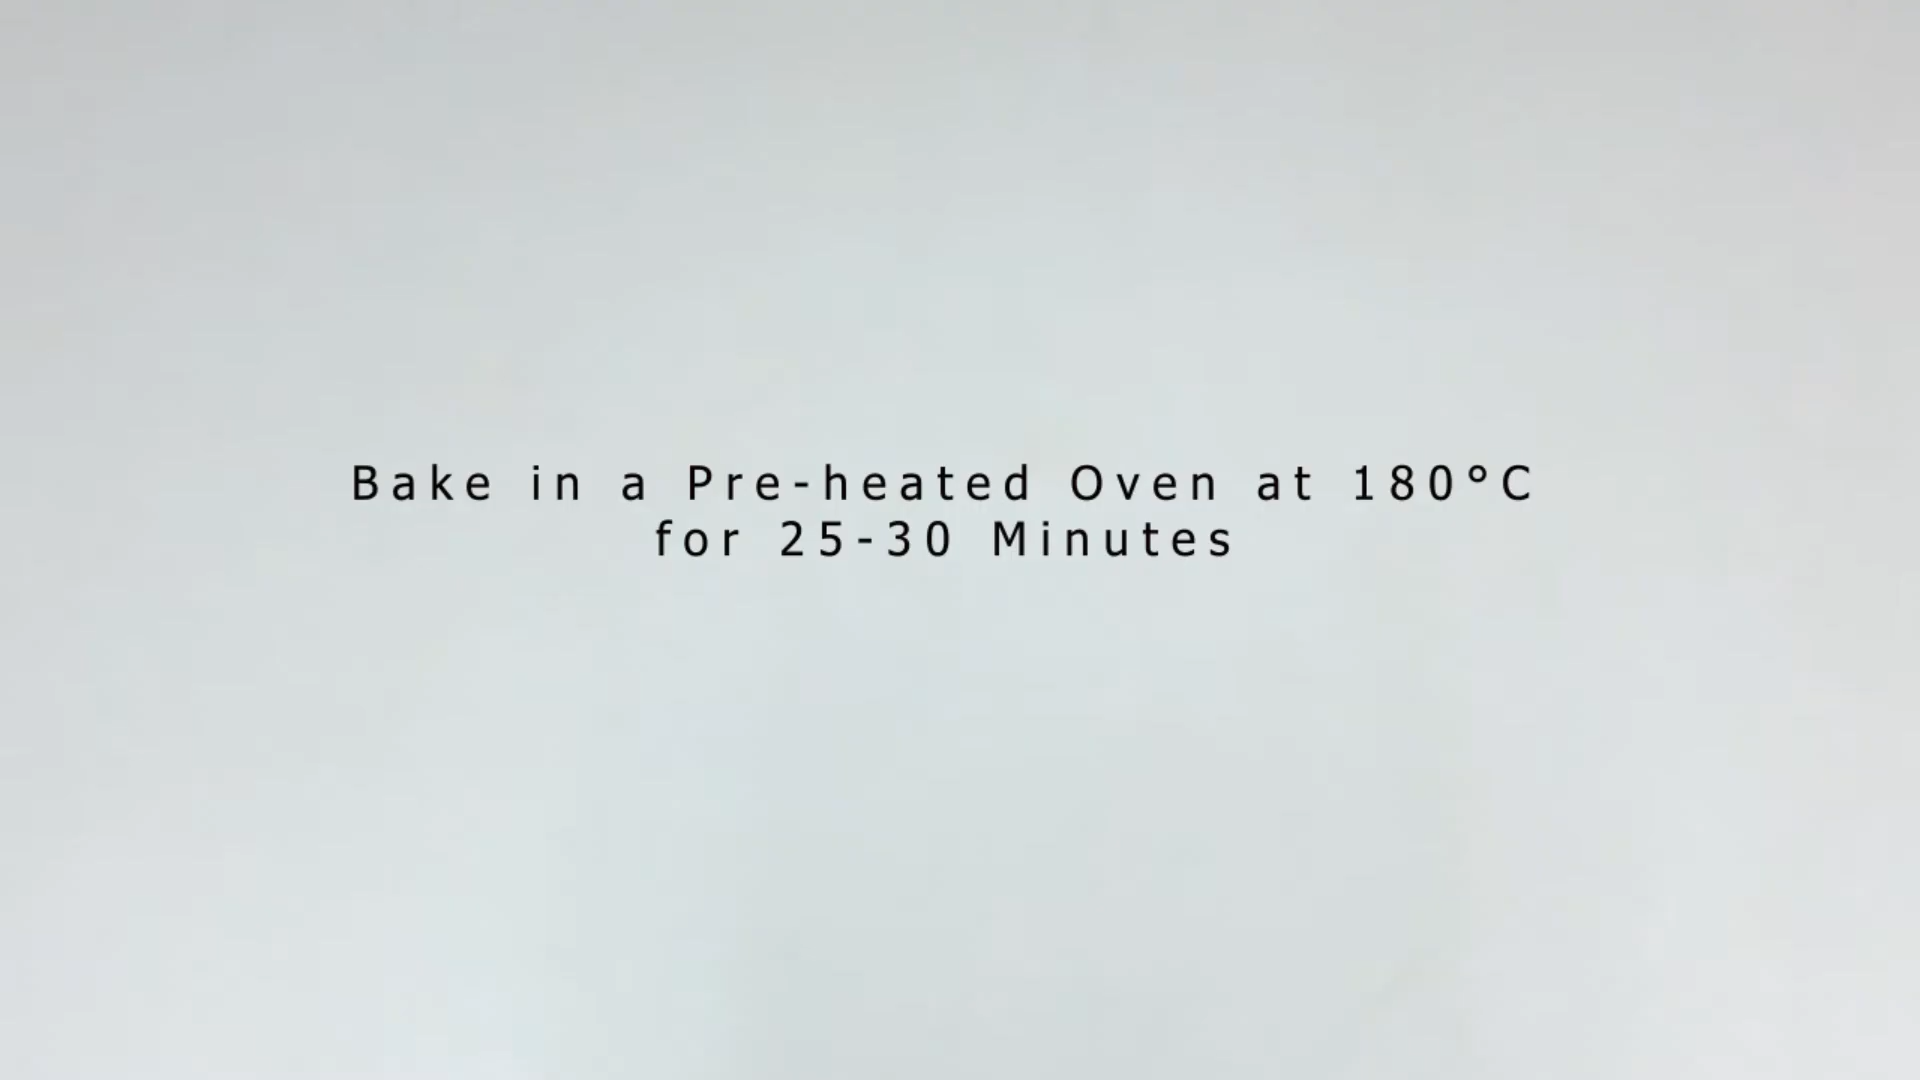 Bake in a Pre-heated Oven at 180°C
for 25-30 Minutes